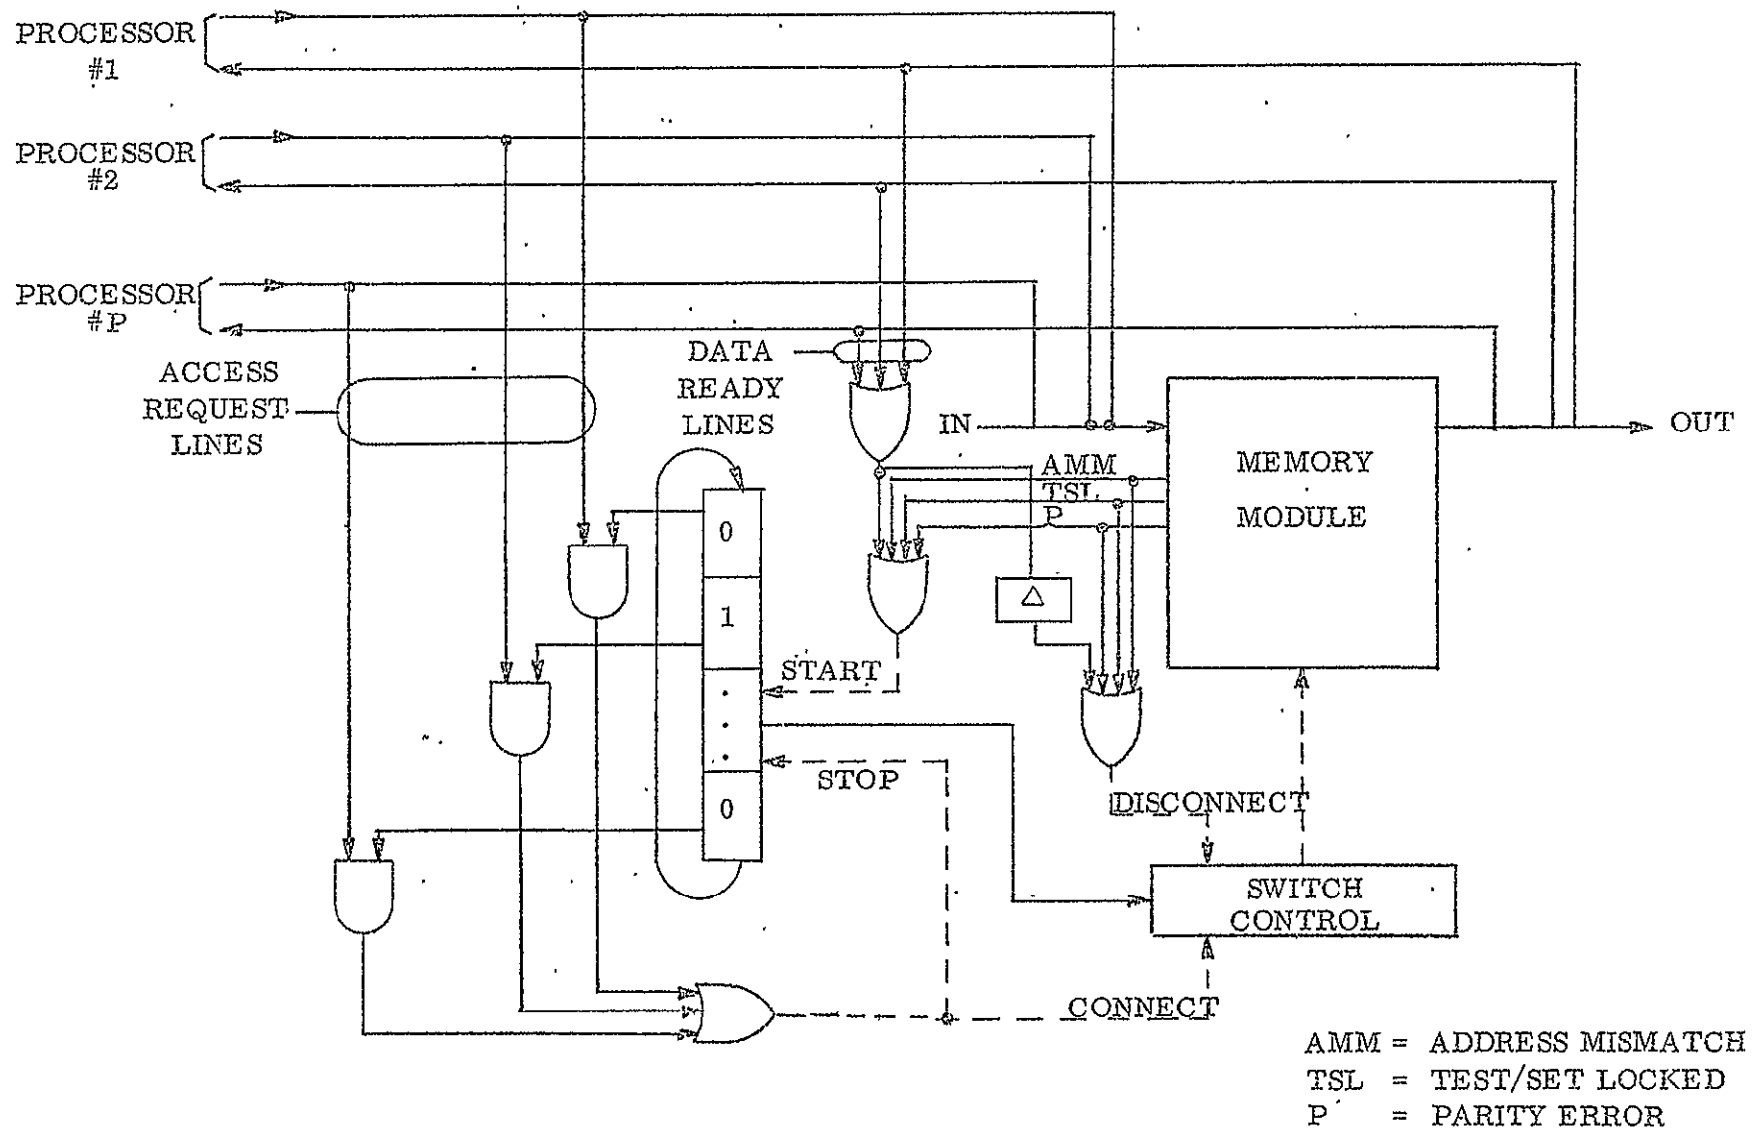 PROCESSOR
#1
PROCESSOR
#2
PROCESSOR
#P
ACCESS
REQUEST
LINES
DATA
READY
LINES
IN
OUT
AMM
TSL
P
MEMORY
MODULE
0
1
.
.
.
0
△
START
STOP
DISCONNECT
SWITCH
CONTROL
CONNECT
AMM = ADDRESS MISMATCH
TSL = TEST/SET LOCKED
P = PARITY ERROR